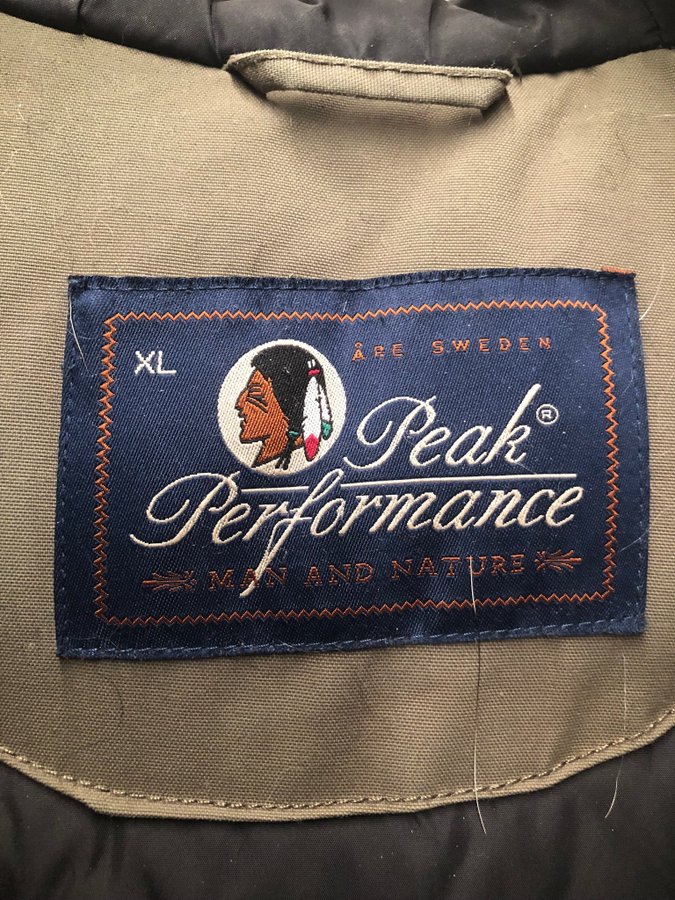 XL
ÅRE SWEDEN
Peak®
Performance
MAN AND NATURE